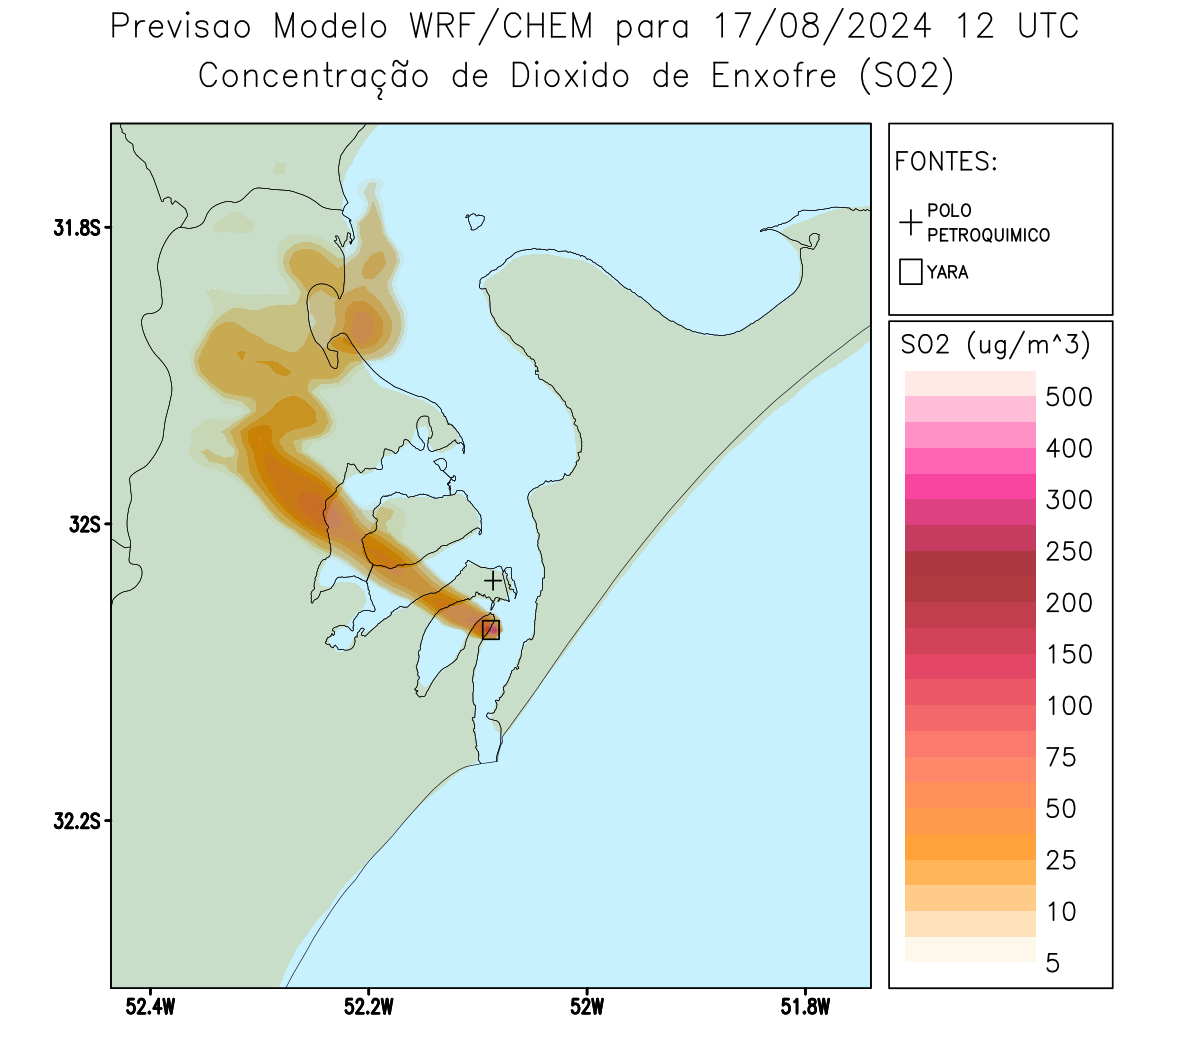 Previsao Modelo WRF/CHEM para 17/08/2024 12 UTC
Concentração de Dioxido de Enxofre (SO2)
FONTES:
POLO
PETROQUIMICO
YARA
SO2 (ug/m^3)
500
400
300
250
200
150
100
75
50
25
10
5
31.8S
32S
32.2S
52.4W 52.2W 52W 51.8W